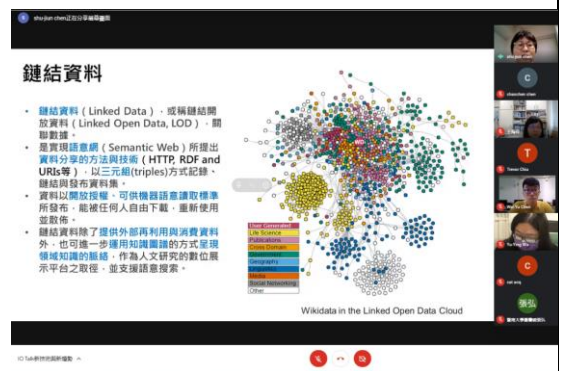 shu-jiun chen正在分享螢幕畫面
鏈結資料
• 鏈結資料(Linked Data),或稱鏈結開
放資料(Linked Open Data, LOD)、關
聯數據。
• 是實現語意網(Semantic Web)所提出
資料分享的方法與技術(HTTP, RDF and
URIs等),以三元組(triples)方式記錄、
鏈結與發布資料集。
• 資料以開放授權、可供機器語意讀取標準
所發布,能被任何人自由下載,重新使用
並散佈。
• 鏈結資料除了提供外部再利用與消費資料
外,也可進一步運用知識圖譜的方式呈現
領域知識的脈絡,作為人文研究的數位展
示平台之取徑,並支援語意搜索。
WD
User Generated
Life Science
Publications
Cross Domain
Government
Geography
Linguistics
Media
Social Networking
Other
Wikidata in the Linked Open Data Cloud
shu-jiun chen
C
chaochen chen
T
Trevor Chiu
C
張弘